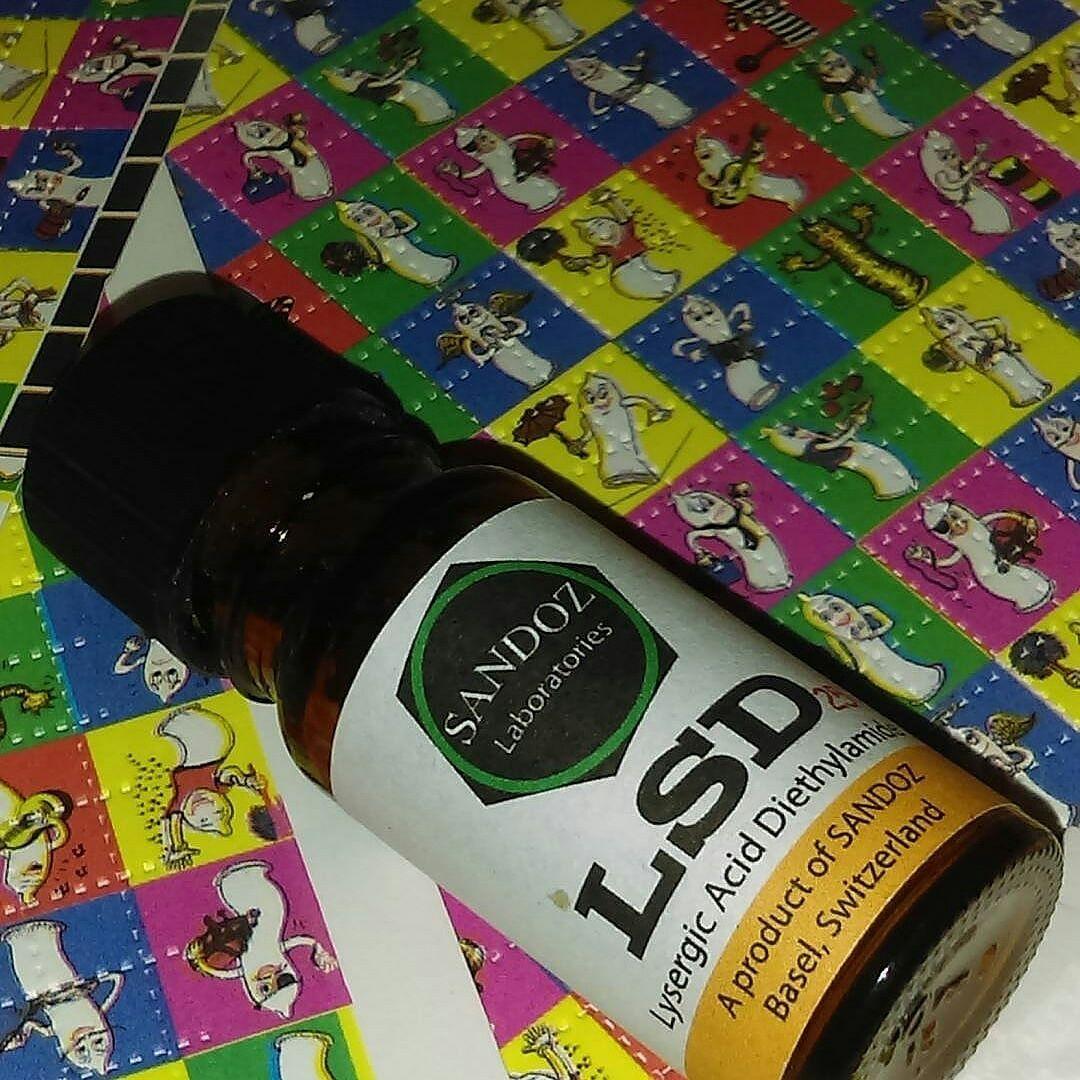 SANDOZ
Laboratories
LSD 25
Lysergic Acid Diethylamide
A product of SANDOZ
Basel, Switzerland